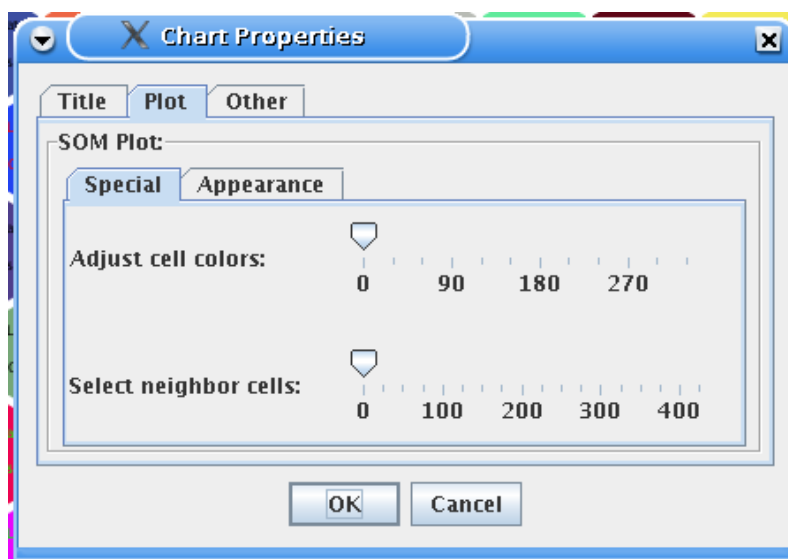 Chart Properties
Title Plot Other
SOM Plot:
Special Appearance
Adjust cell colors:
0 90 180 270
Select neighbor cells:
0 100 200 300 400
OK Cancel